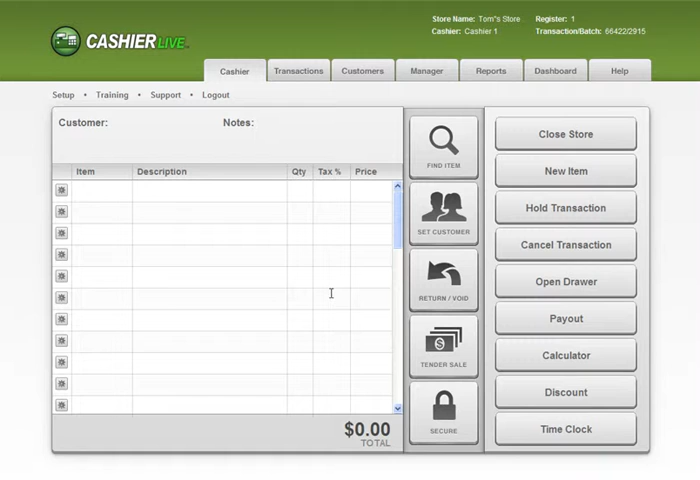 Store Name: Tom"s Store Register: 1
Cashier: Cashier 1 Transaction/Batch: 66422/2915
CASHIER LIVE
Cashier Transactions Customers Manager Reports Dashboard Help
Setup • Training • Support • Logout
Customer: Notes:
Item Description Qty Tax % Price
$0.00
TOTAL
FIND ITEM
SET CUSTOMER
RETURN / VOID
$
TENDER SALE
SECURE
Close Store
New Item
Hold Transaction
Cancel Transaction
Open Drawer
Payout
Calculator
Discount
Time Clock